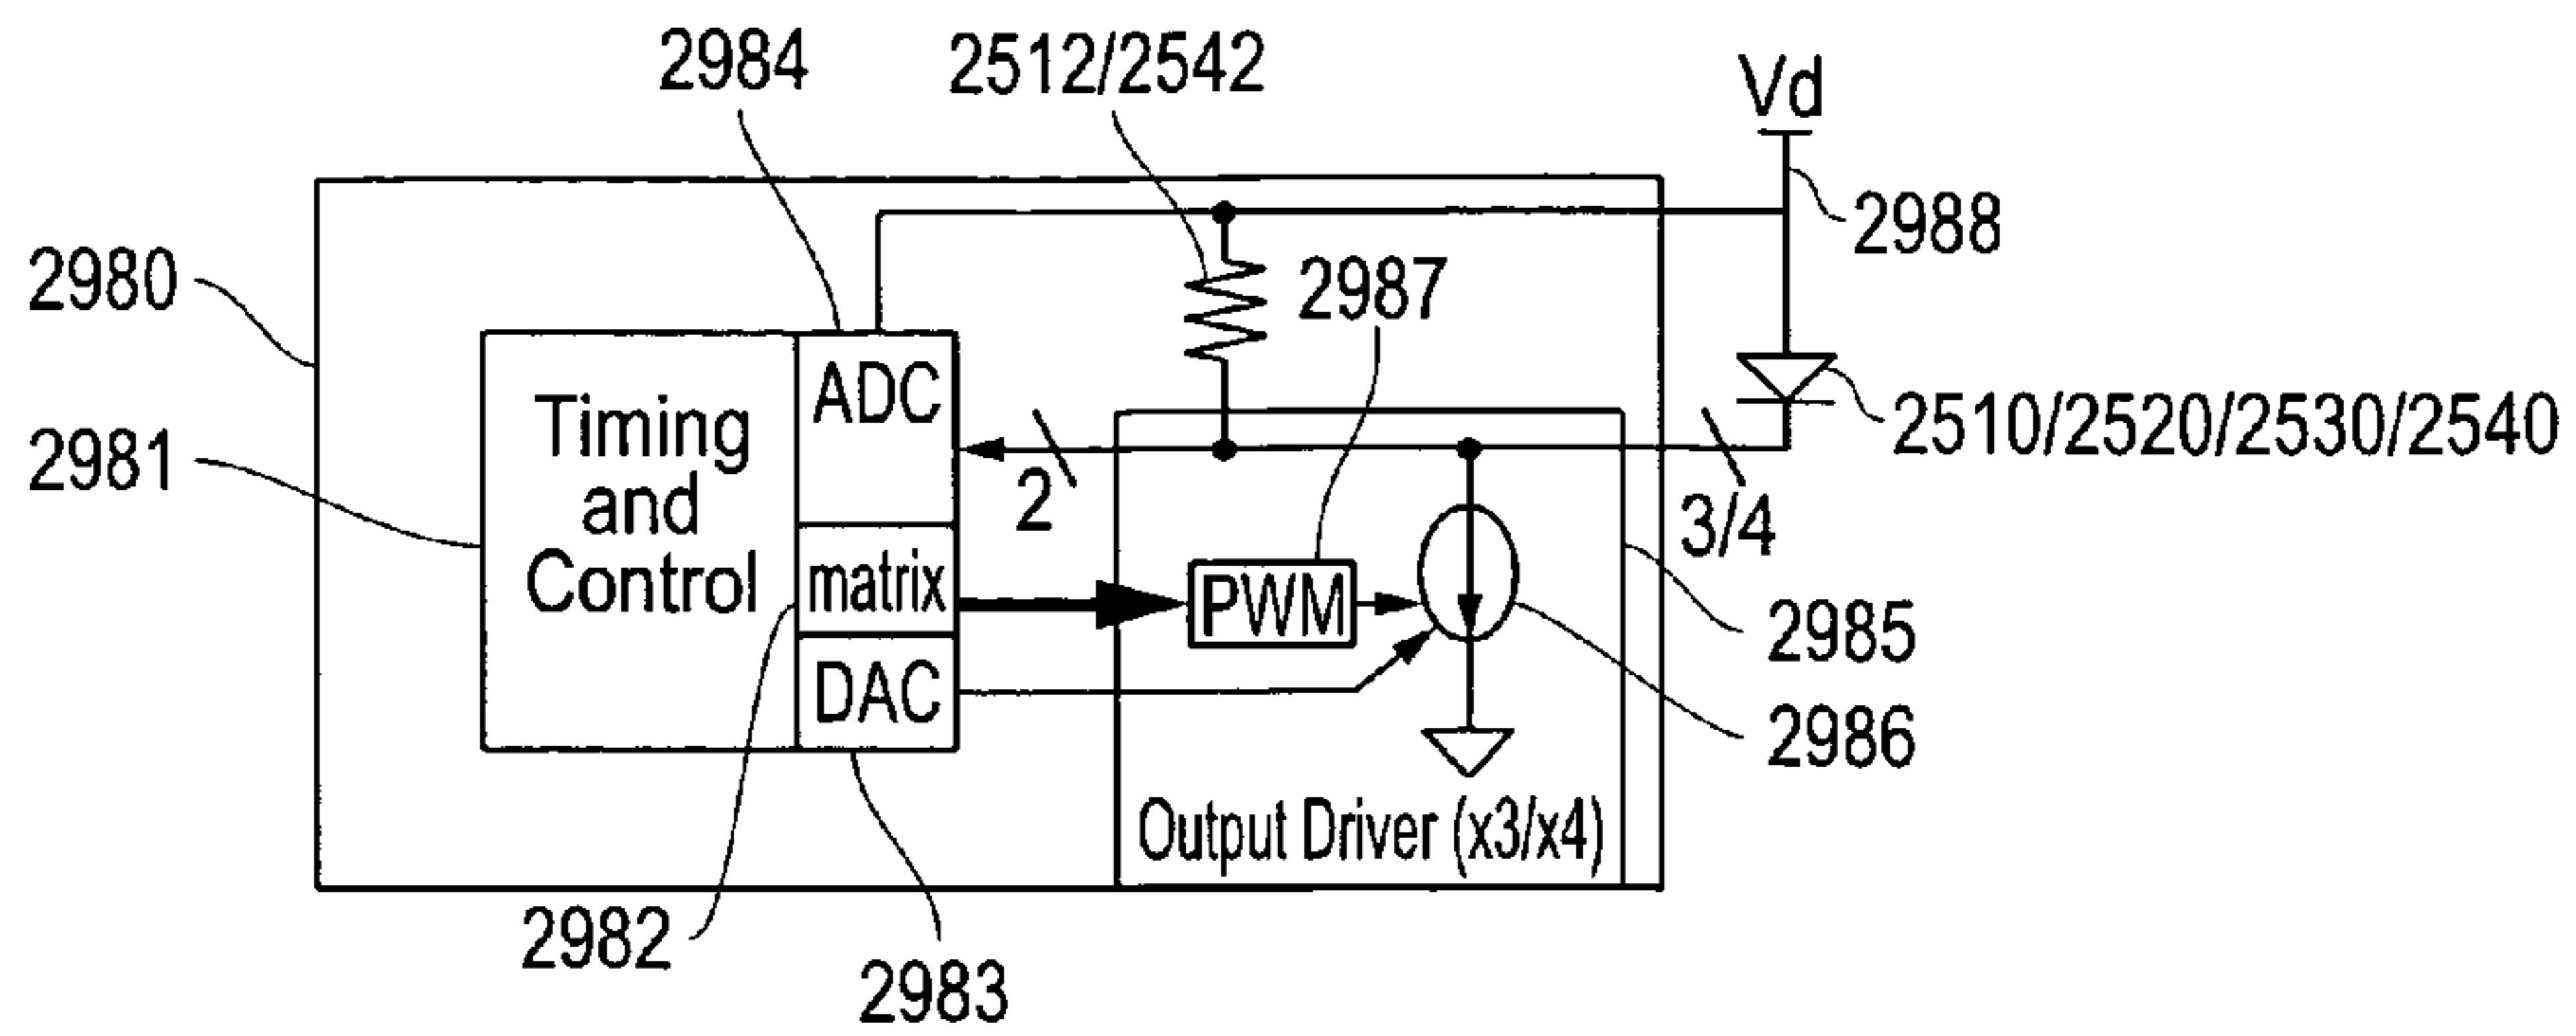 2984
2512/2542
Vd
2980
2988
2987
2981
Timing
and
Control
ADC
2
2510/2520/2530/2540
3/4
matrix
PWM
DAC
2985
2986
Output Driver (x3/x4)
2982
2983